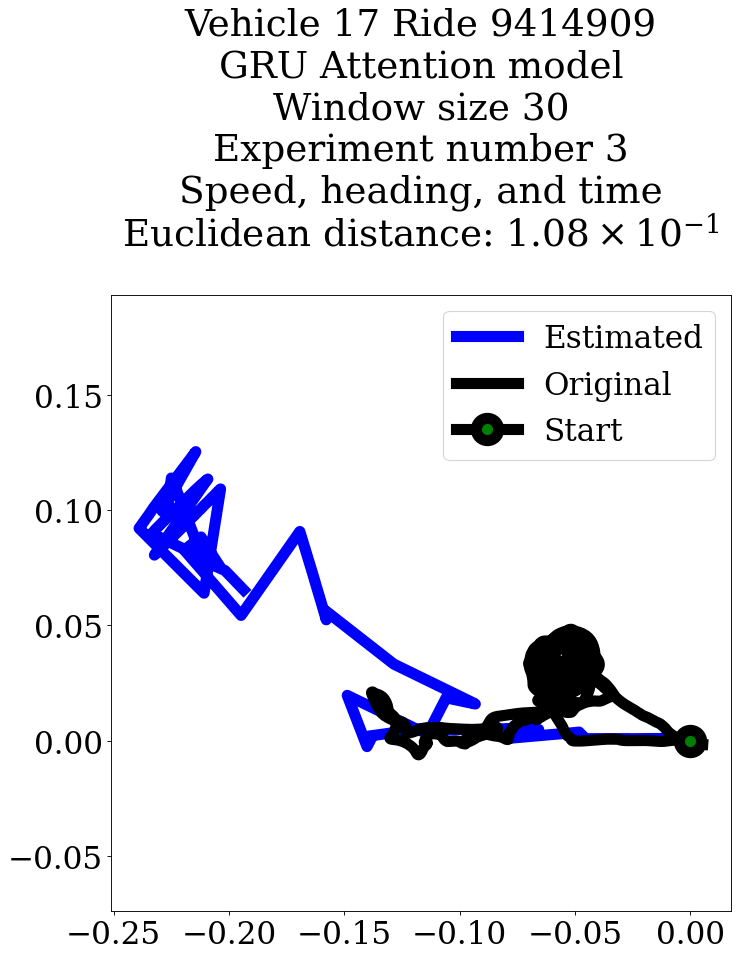 Vehicle 17 Ride 9414909
GRU Attention model
Window size 30
Experiment number 3
Speed, heading, and time
Euclidean distance: 1.08 × 10⁻¹
Estimated
Original
Start
0.15
0.10
0.05
0.00
−0.05
−0.25 −0.20 −0.15 −0.10 −0.05 0.00